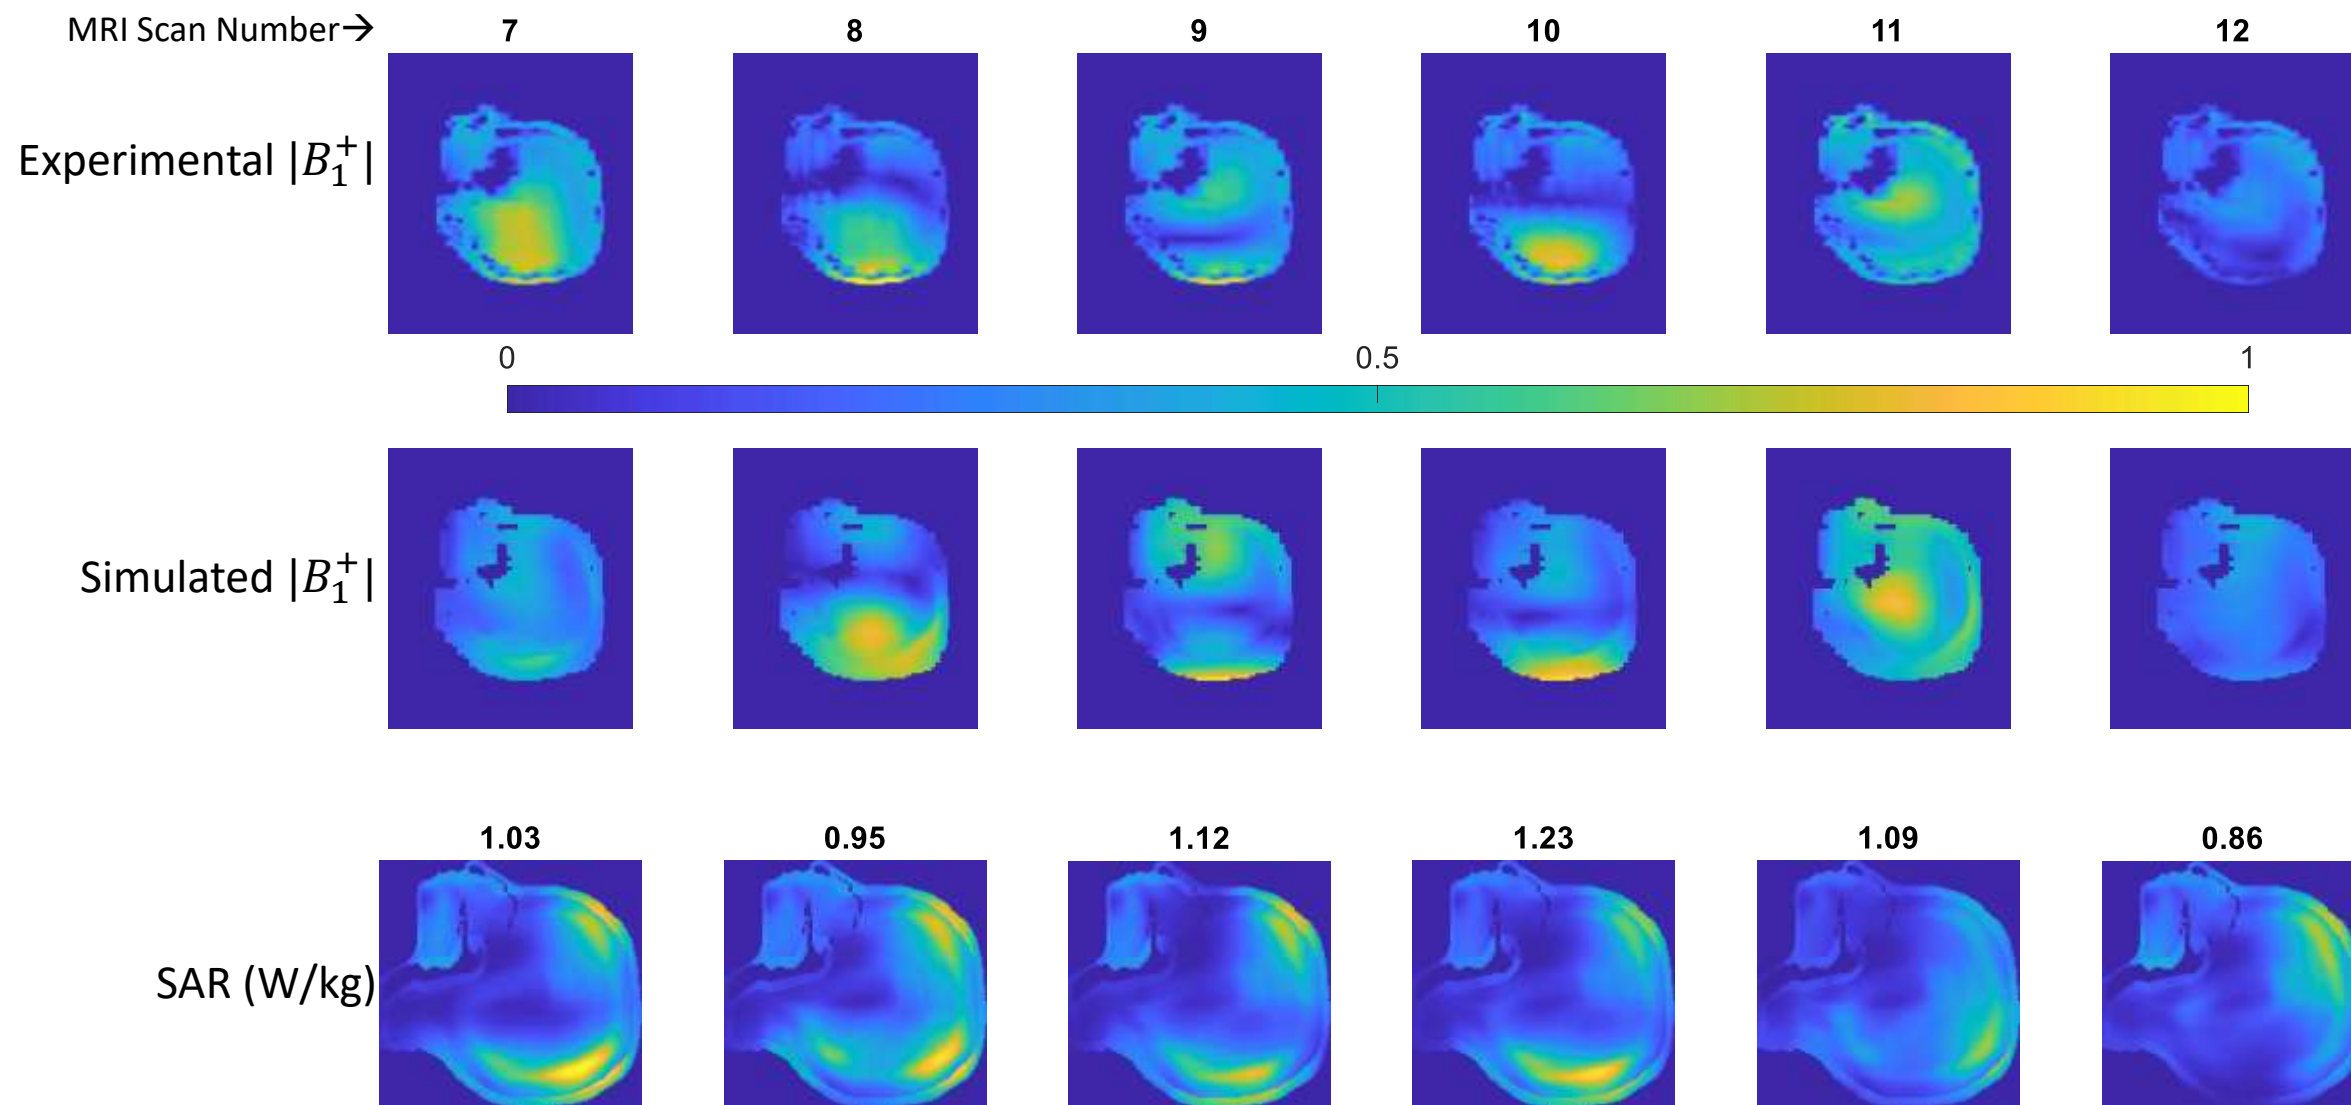 MRI Scan Number→ 7 8 9 10 11 12
Experimental |B₁⁺|
0 0.5 1
Simulated |B₁⁺|
1.03 0.95 1.12 1.23 1.09 0.86
SAR (W/kg)